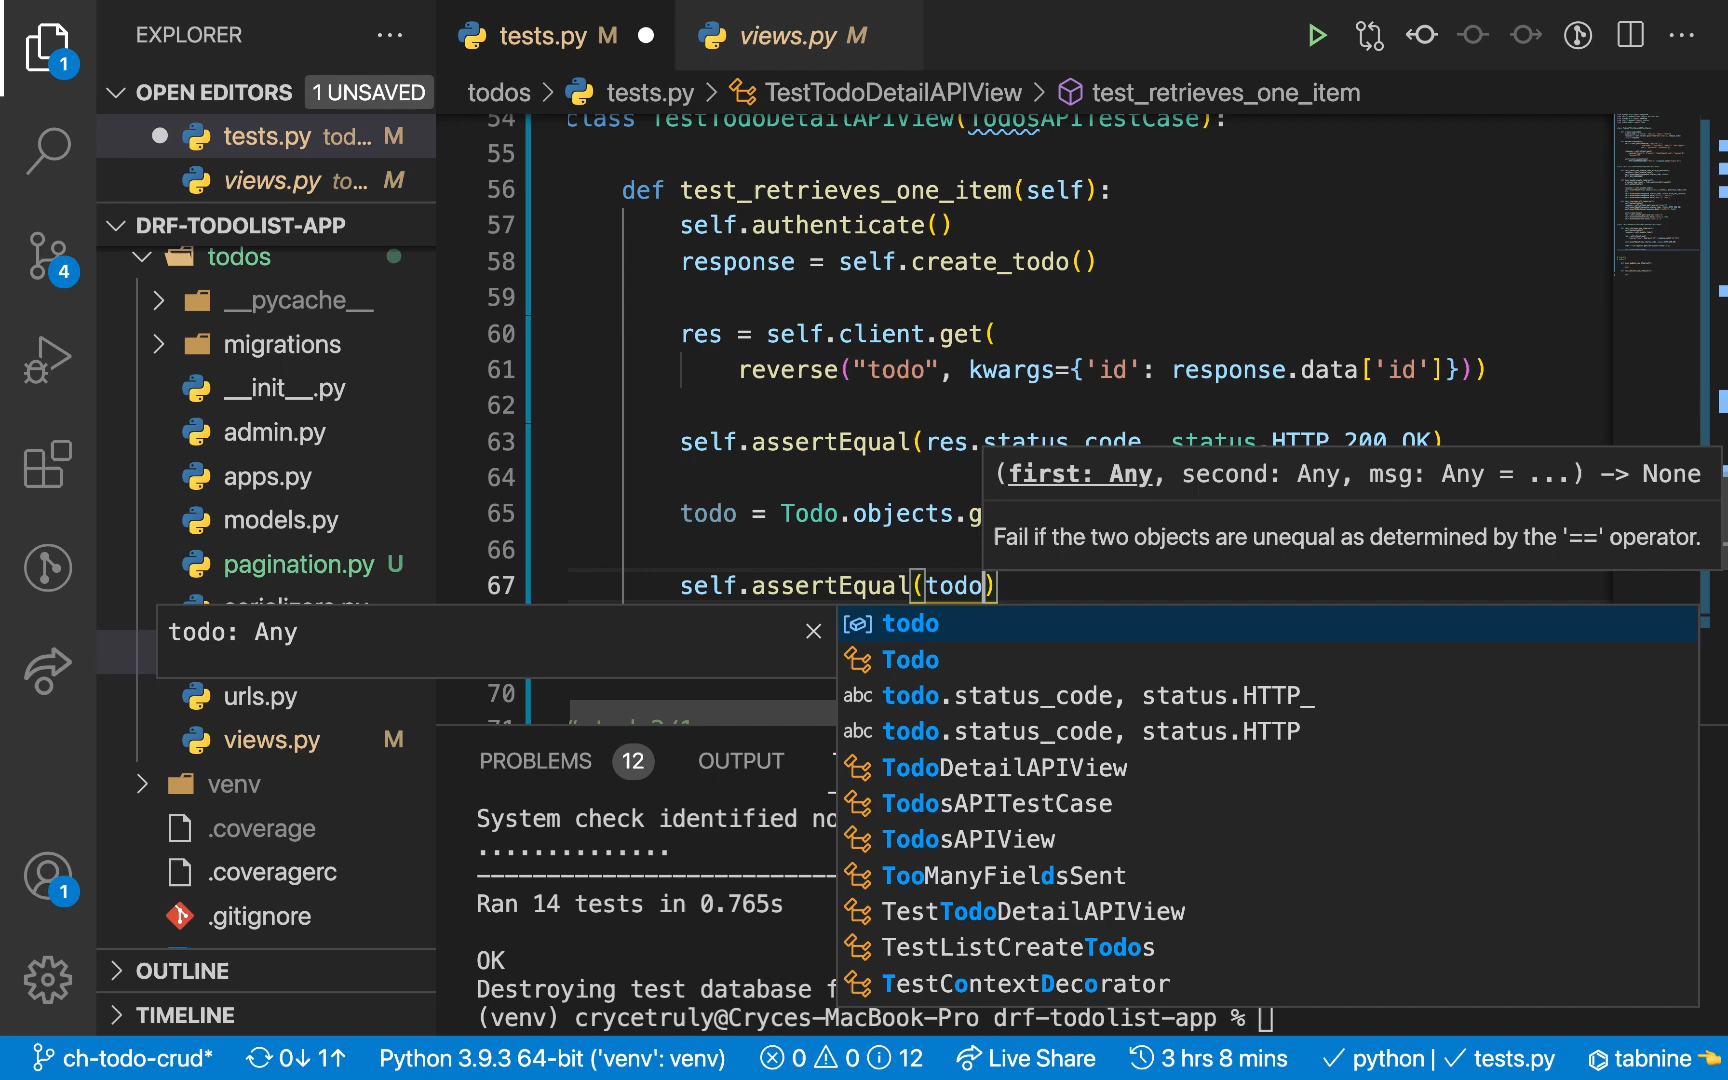 EXPLORER
OPEN EDITORS
1 UNSAVED
tests.py tod... M
views.py to... M
DRF-TODOLIST-APP
todos
__pycache__
migrations
__init__.py
admin.py
apps.py
models.py
pagination.py U
urls.py
views.py M
venv
.coverage
.coveragerc
.gitignore
OUTLINE
TIMELINE
1
4
1
tests.py M
views.py M
todos > tests.py > TestTodoDetailAPIView > test_retrieves_one_item
54 class TestTodoDetailAPIView(TodosAPITestCase):
55
56 def test_retrieves_one_item(self):
57 self.authenticate()
58 response = self.create_todo()
59
60 res = self.client.get(
61 reverse("todo", kwargs={'id': response.data['id']}))
62
63 self.assertEqual(res.status_code, status.HTTP_200_OK)
64
65 todo = Todo.objects.g
66
67 self.assertEqual(todo)
70
(first: Any, second: Any, msg: Any = ...) -> None
Fail if the two objects are unequal as determined by the '==' operator.
todo: Any
todo
Todo
abc todo.status_code, status.HTTP_
abc todo.status_code, status.HTTP
TodoDetailAPIView
TodosAPITestCase
TodosAPIView
TooManyFieldsSent
TestTodoDetailAPIView
TestListCreateTodos
TestContextDecorator
PROBLEMS 12 OUTPUT
System check identified no
..............
Ran 14 tests in 0.765s
OK
Destroying test database f
(venv) crycetruly@Cryces-MacBook-Pro drf-todolist-app %
ch-todo-crud* 0↓ 1↑ Python 3.9.3 64-bit ('venv': venv) 0 0 12 Live Share 3 hrs 8 mins ✓ python | ✓ tests.py tabnine